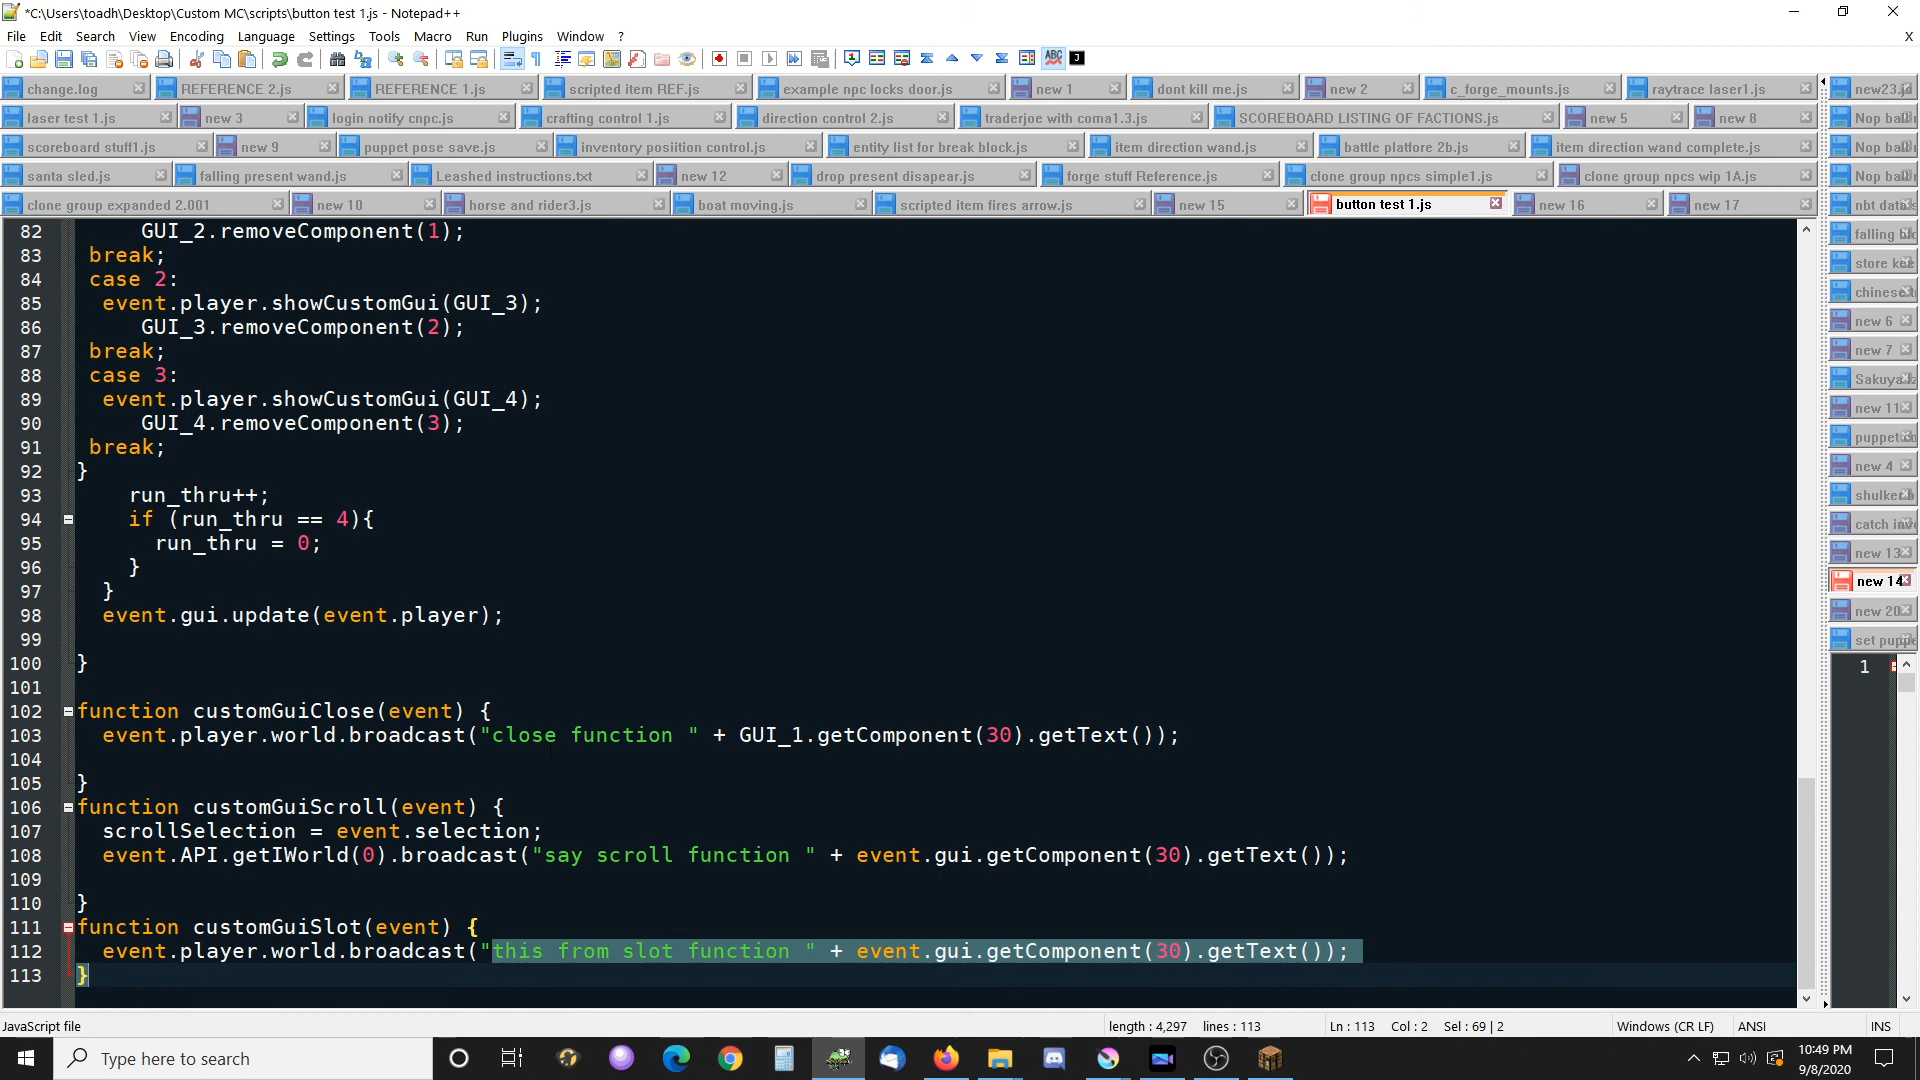 *C:\Users\toadh\Desktop\Custom MC\scripts\button test 1.js - Notepad++
File Edit Search View Encoding Language Settings Tools Macro Run Plugins Window ? X
change.log REFERENCE 2.js REFERENCE 1.js scripted item REF.js example npc locks door.js new 1 dont kill me.js new 2 c_forge_mounts.js raytrace laser1.js
laser test 1.js new 3 login notify cnpc.js crafting control 1.js direction control 2.js traderjoe with coma1.3.js SCOREBOARD LISTING OF FACTIONS.js new 5 new 8
scoreboard stuff1.js new 9 puppet pose save.js inventory posiition control.js entity list for break block.js item direction wand.js battle platfore 2b.js item direction wand complete.js
santa sled.js falling present wand.js Leashed instructions.txt new 12 drop present disapear.js forge stuff Reference.js clone group npcs simple1.js clone group npcs wip 1A.js
clone group expanded 2.001 new 10 horse and rider3.js boat moving.js scripted item fires arrow.js new 15 button test 1.js new 16 new 17
82 GUI_2.removeComponent(1);
83 break;
84 case 2:
85 event.player.showCustomGui(GUI_3);
86 GUI_3.removeComponent(2);
87 break;
88 case 3:
89 event.player.showCustomGui(GUI_4);
90 GUI_4.removeComponent(3);
91 break;
92 }
93 run_thru++;
94 if (run_thru == 4){
95 run_thru = 0;
96 }
97 }
98 event.gui.update(event.player);
99
100 }
101
102 function customGuiClose(event) {
103 event.player.world.broadcast("close function " + GUI_1.getComponent(30).getText());
104
105 }
106 function customGuiScroll(event) {
107 scrollSelection = event.selection;
108 event.API.getIWorld(0).broadcast("say scroll function " + event.gui.getComponent(30).getText());
109
110 }
111 function customGuiSlot(event) {
112 event.player.world.broadcast("this from slot function " + event.gui.getComponent(30).getText());
113 }
new23.js
Nop
Nop
Nop
falling
store
new 6
new 7
new 11
new 4
catch
new 13
new 14
new 20
1
JavaScript file length : 4,297 lines : 113 Ln : 113 Col : 2 Sel : 69 | 2 Windows (CR LF) ANSI INS
Type here to search
10:49 PM
9/8/2020